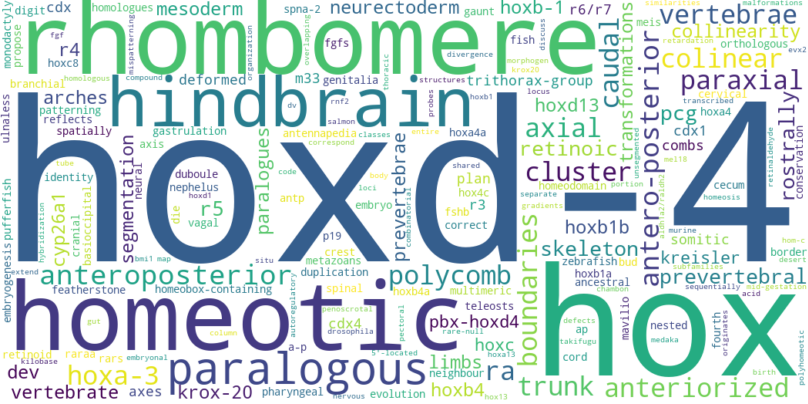 hoxd-4
rhombomere
homeotic
hindbrain
hox
paralogous
polycomb
anteroposterior
antero-posterior
caudal
transformations
vertebrae
colinear
collinearity
orthologous
paraxial
rostrally
coservation
retinaldehyde
pcg
hoxa4
cdx1
combs
cecum
homeosis
mel18
murine
somitic
kreisler
prevertebral
border
desert
hom-c
subfamilies
sequentially
mid-gestation
acid
chambon
nested
medaka
fourth
originates
birth
polyhomeotic
anteriorized
trunk
boundaries
skeleton
hoxb1b
hoxb1a
zebrafish
bud
ancestral
defects
ap
takifugu
cord
mavilio
rare-null
cluster
retinoic
axial
hoxd13
locus
homeodomain
separate
portion
gradients
unsegmented
transcribed
cervical
malformations
similarities
retardation
evx2
meis
morphogen
krox20
discuss
divergence
fish
gaunt
r6/r7
hoxb-1
neurectoderm
spna-2
fgfs
overlapping
homologues
mesoderm
cdx
digit
monodactyly
propose
fgf
r4
hoxc8
mispatterning
homologous
compound
organization
thoracic
m33
genitalia
structures
trithorax-group
deformed
branchial
arches
patterning
reflects
spatially
ulnaless
axis
gastrulation
antennapedia
correspond
dv
rnf2
salmon
classes
probes
hoxb1
entire
hoxa4a
identity
tube
segmentation
neural
duboule
nephelus
hoxd1
r5
vagal
die
paralogues
code
antp
embryo
loci
body
p19
crest
prevertebrae
combinatorial
shared
plan
hoxc4
fshb
r3
correct
pufferfish
embryogenesis
hybridization
cyp26a1
cranial
basioccipital
bmi1
map
situ
metazoans
duplication
extend
featherstone
homeobox-containing
spinal
hoxb4a
multimeric
teleosts
autoregulatory
penoscrotal
cdx4
drosophila
pectoral
pbx-hoxd4
a-p
gut
column
5'-located
hoxc
hoxa13
limbs
neighbour
ra
retinoid
raraa
rars
embryonal
kilobase
dev
hoxa-3
vertebrate
axes
krox-20
pharyngeal
nervous
evolution
hoxb4
hox13